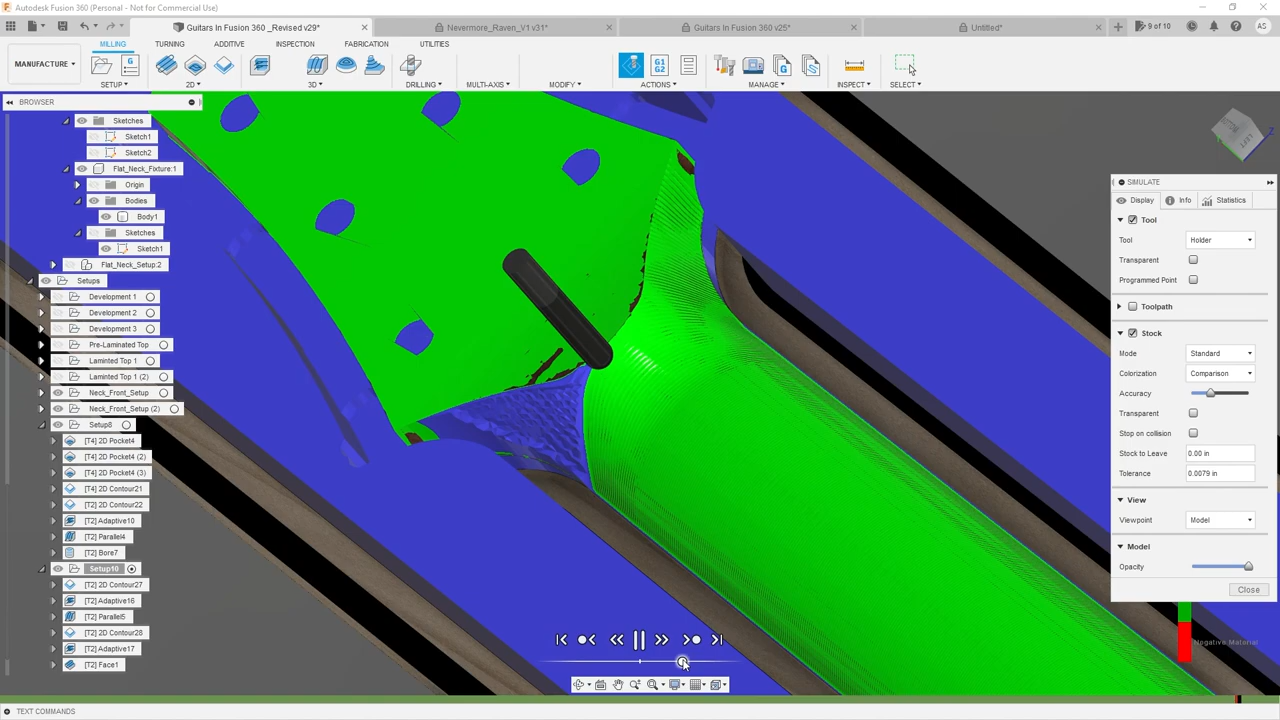 Autodesk Fusion 360 (Personal - Not for Commercial Use)
Guitars In Fusion 360 _Revised v29*
Nevermore_Raven_V1 v31*
Guitars In Fusion 360 v25*
Untitled*
9 of 10
AS
MILLING
TURNING
ADDITIVE
INSPECTION
FABRICATION
UTILITIES
MANUFACTURE
G1
G2
SETUP
2D
3D
DRILLING
MULTI-AXIS
MODIFY
ACTIONS
MANAGE
INSPECT
SELECT
BROWSER
Sketches
Sketch1
Sketch2
Flat_Neck_Fixture:1
Origin
Bodies
Body1
Sketches
Sketch1
Flat_Neck_Setup:2
Setups
Development 1
Development 2
Development 3
Pre-Laminated Top
Laminted Top 1
Laminted Top 1 (2)
Neck_Front_Setup
Neck_Front_Setup (2)
Setup8
[T4] 2D Pocket4
[T4] 2D Pocket4 (2)
[T4] 2D Pocket4 (3)
[T4] 2D Contour21
[T2] 2D Contour22
[T2] Adaptive10
[T2] Parallel4
[T2] Bore7
Setup10
[T2] 2D Contour27
[T2] Adaptive16
[T2] Parallel5
[T2] 2D Contour28
[T2] Adaptive17
[T2] Face1
SIMULATE
Display
Info
Statistics
Tool
Tool Holder
Transparent
Programmed Point
Toolpath
Stock
Mode Standard
Colorization Comparison
Accuracy
Transparent
Stop on collision
Stock to Leave 0.00 in
Tolerance 0.0079 in
View
Viewpoint Model
Model
Opacity
Close
Negative Material
TEXT COMMANDS